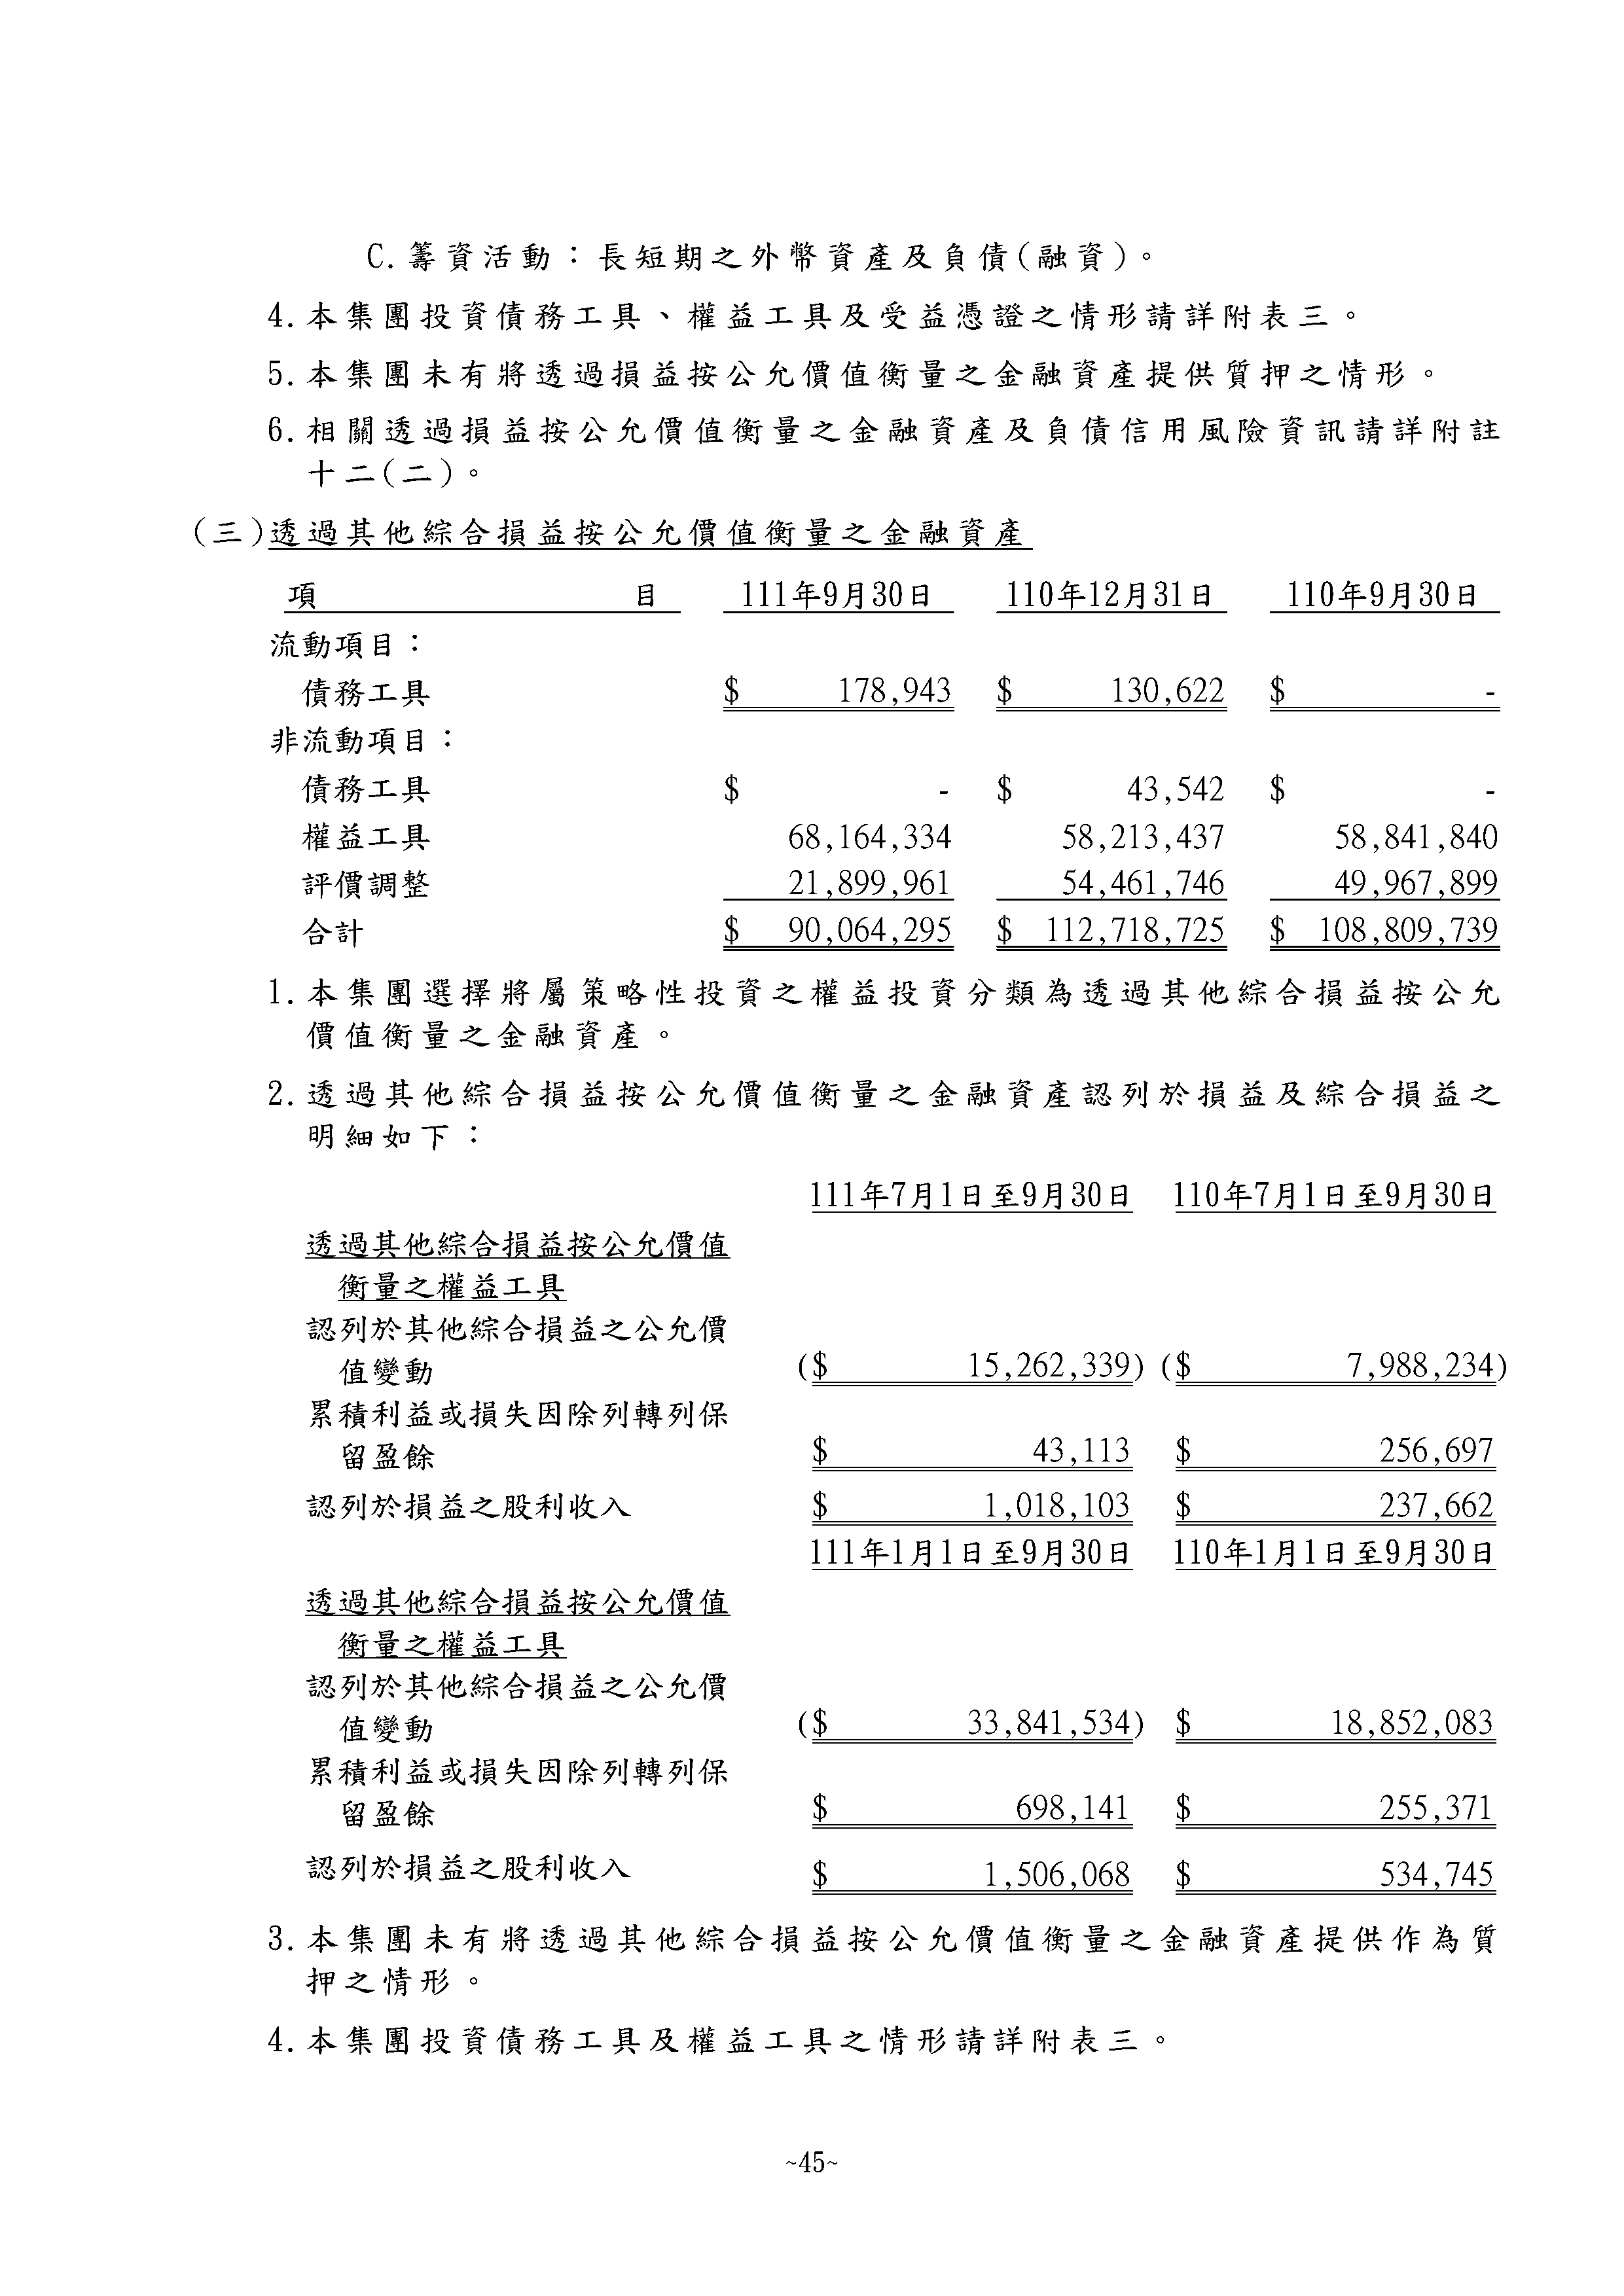 C.籌資活動：長短期之外幣資產及負債(融資)。
4.本集團投資債務工具、權益工具及受益憑證之情形請詳附表三。
5.本集團未有將透過損益按公允價值衡量之金融資產提供質押之情形。
6.相關透過損益按公允價值衡量之金融資產及負債信用風險資訊請詳附註
十二(二)。
(三)透過其他綜合損益按公允價值衡量之金融資產
項 目 111年9月30日 110年12月31日 110年9月30日
流動項目：
債務工具 $ 178,943 $ 130,622 $ -
非流動項目：
債務工具 $ - $ 43,542 $ -
權益工具 68,164,334 58,213,437 58,841,840
評價調整 21,899,961 54,461,746 49,967,899
合計 $ 90,064,295 $ 112,718,725 $ 108,809,739
1.本集團選擇將屬策略性投資之權益投資分類為透過其他綜合損益按公允
價值衡量之金融資產。
2.透過其他綜合損益按公允價值衡量之金融資產認列於損益及綜合損益之
明細如下：
111年7月1日至9月30日 110年7月1日至9月30日
透過其他綜合損益按公允價值
衡量之權益工具
認列於其他綜合損益之公允價
值變動 ($ 15,262,339) ($ 7,988,234)
累積利益或損失因除列轉列保
留盈餘 $ 43,113 $ 256,697
認列於損益之股利收入 $ 1,018,103 $ 237,662
111年1月1日至9月30日 110年1月1日至9月30日
透過其他綜合損益按公允價值
衡量之權益工具
認列於其他綜合損益之公允價
值變動 ($ 33,841,534) $ 18,852,083
累積利益或損失因除列轉列保
留盈餘 $ 698,141 $ 255,371
認列於損益之股利收入 $ 1,506,068 $ 534,745
3.本集團未有將透過其他綜合損益按公允價值衡量之金融資產提供作為質
押之情形。
4.本集團投資債務工具及權益工具之情形請詳附表三。
~45~